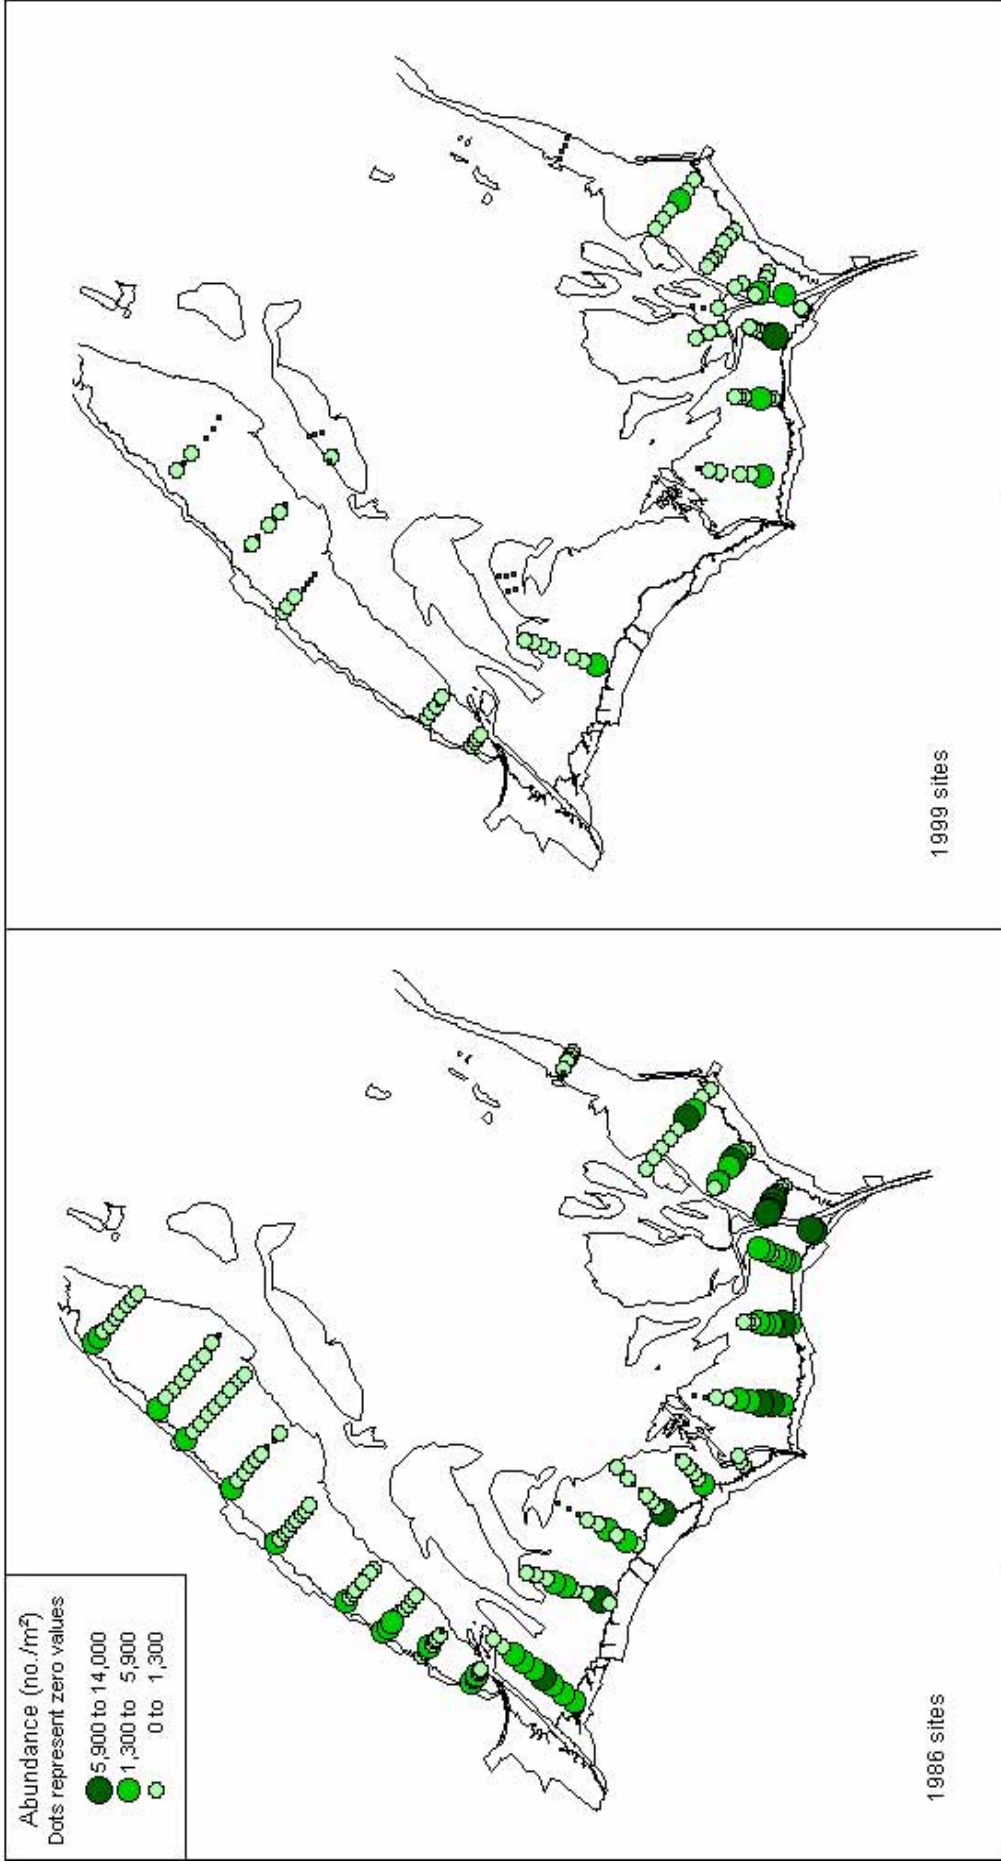 Abundance (no./m²)
Dots represent zero values
5,900 to 14,000
1,300 to 5,900
0 to 1,300
1986 sites
1999 sites